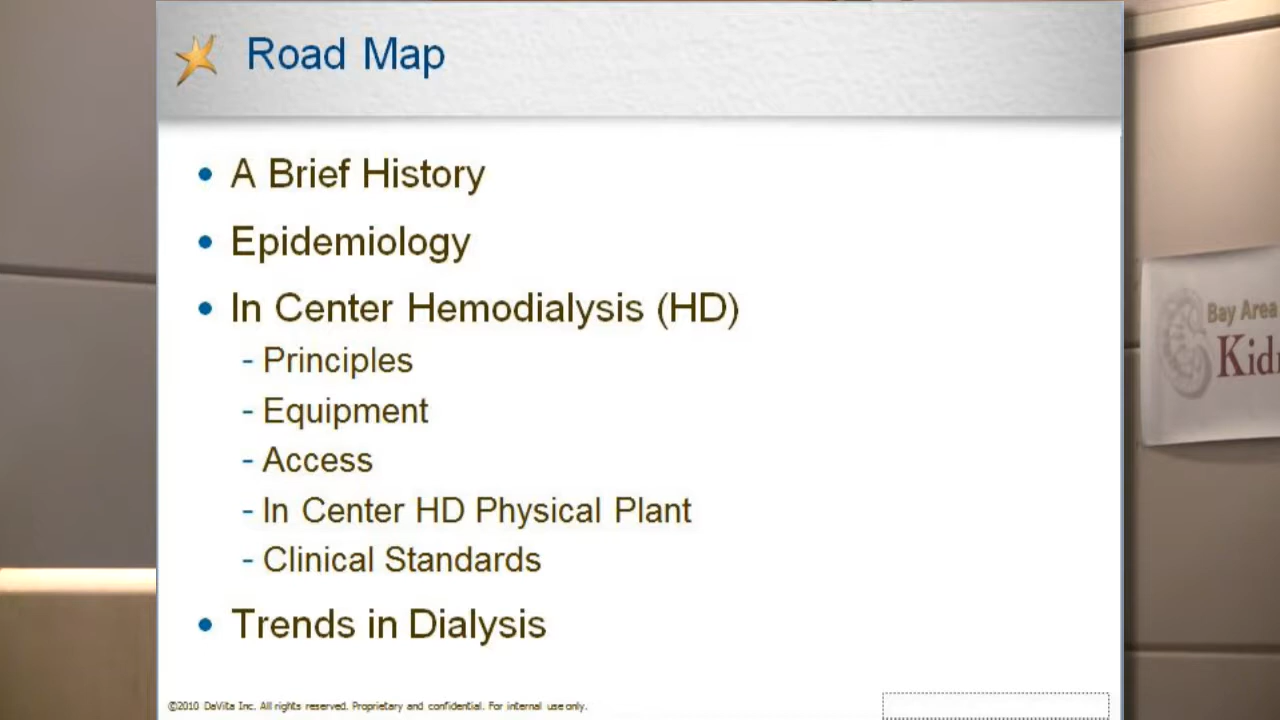 Road Map
• A Brief History
• Epidemiology
• In Center Hemodialysis (HD)
- Principles
- Equipment
- Access
- In Center HD Physical Plant
- Clinical Standards
• Trends in Dialysis
©2010 DaVita Inc. All rights reserved. Proprietary and confidential. For internal use only.
Bay Area